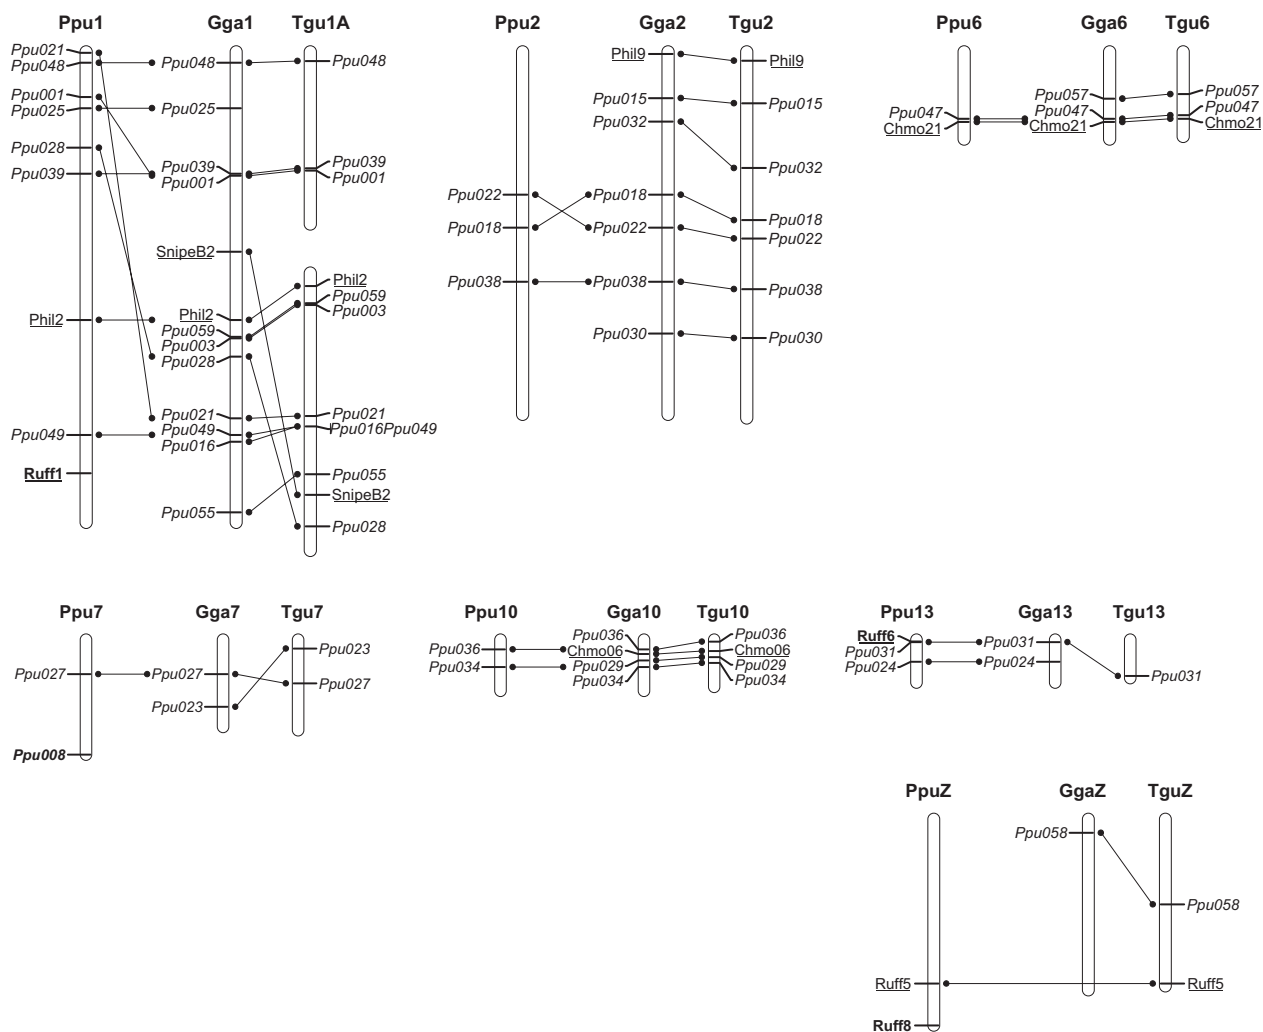 Ppu1 Gga1 Tgu1A
Ppu021
Ppu048
Ppu001
Ppu025
Ppu028
Ppu039
Phil2
Ppu049
Ruff1
Ppu048
Ppu025
Ppu039
Ppu001
SnipeB2
Phil2
Ppu059
Ppu003
Ppu028
Ppu021
Ppu049
Ppu016
Ppu055
Ppu048
Ppu039
Ppu001
Phil2
Ppu059
Ppu003
Ppu021
Ppu016Ppu049
Ppu055
SnipeB2
Ppu028
Ppu2 Gga2 Tgu2
Ppu022
Ppu018
Ppu038
Phil9
Ppu015
Ppu032
Ppu018
Ppu022
Ppu038
Ppu030
Phil9
Ppu015
Ppu032
Ppu018
Ppu022
Ppu038
Ppu030
Ppu6 Gga6 Tgu6
Ppu047
Chmo21
Ppu057
Ppu047
Chmo21
Ppu057
Ppu047
Chmo21
Ppu7 Gga7 Tgu7
Ppu027
Ppu008
Ppu027
Ppu023
Ppu023
Ppu027
Ppu10 Gga10 Tgu10
Ppu036
Ppu034
Ppu036
Chmo06
Ppu029
Ppu034
Ppu036
Chmo06
Ppu029
Ppu034
Ppu13 Gga13 Tgu13
Ruff6
Ppu031
Ppu024
Ppu031
Ppu024
Ppu031
PpuZ GgaZ TguZ
Ruff5
Ruff8
Ppu058
Ppu058
Ruff5